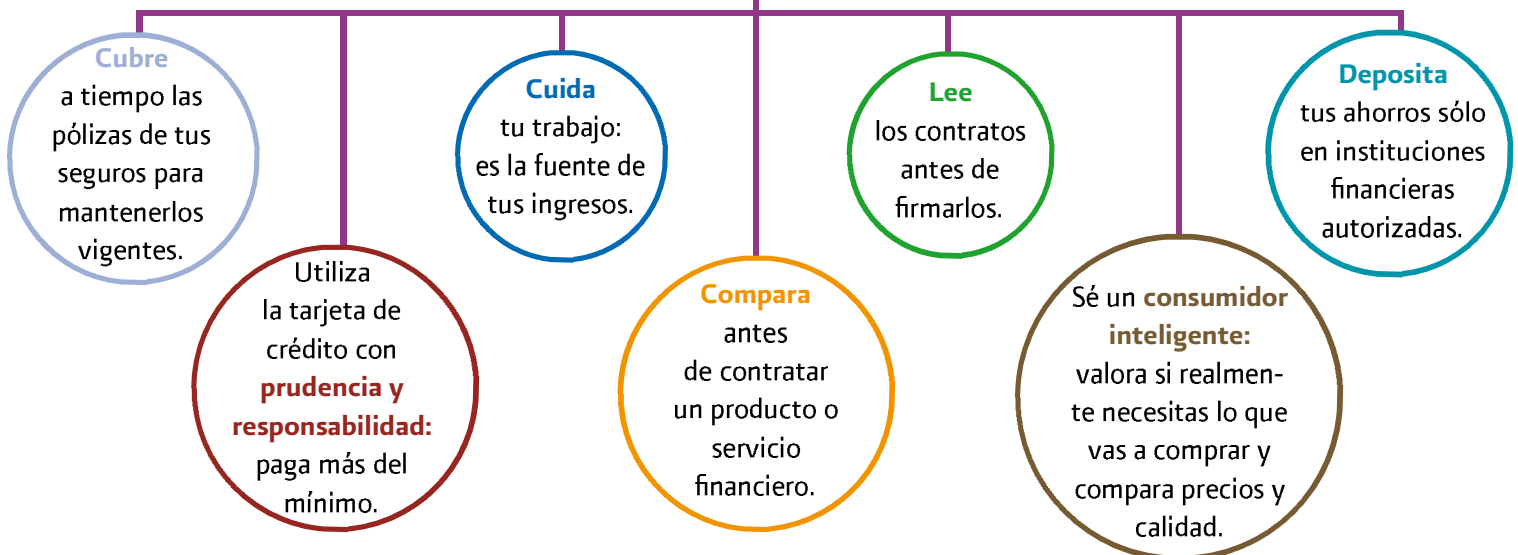 Cubre
a tiempo las
pólizas de tus
seguros para
mantenerlos
vigentes.
Utiliza
la tarjeta de
crédito con
prudencia y
responsabilidad:
paga más del
mínimo.
Cuida
tu trabajo:
es la fuente de
tus ingresos.
Compara
antes
de contratar
un producto o
servicio
financiero.
Lee
los contratos
antes de
firmarlos.
Sé un consumidor
inteligente:
valora si realmen-
te necesitas lo que
vas a comprar y
compara precios y
calidad.
Deposita
tus ahorros sólo
en instituciones
financieras
autorizadas.